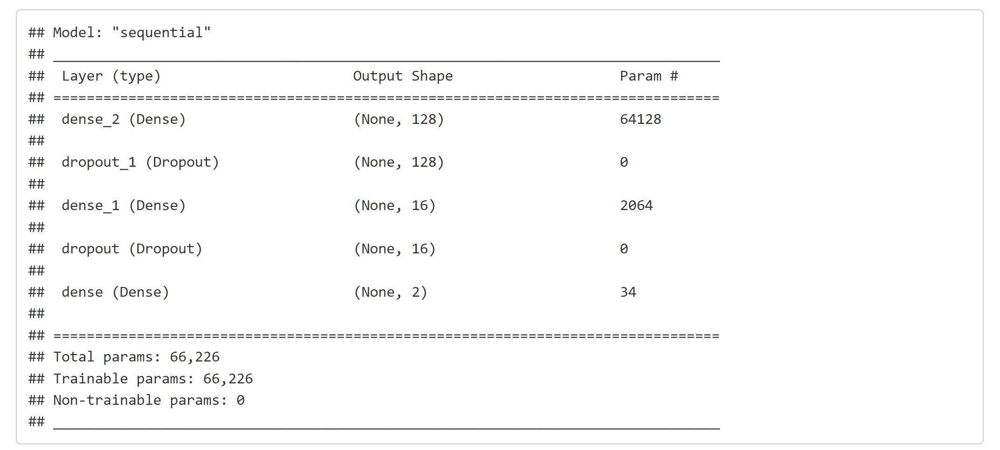 ## Model: "sequential"
## ________________________________________________________________________________
##  Layer (type)                       Output Shape                    Param #
## ================================================================================
##  dense_2 (Dense)                    (None, 128)                     64128
##
##  dropout_1 (Dropout)                (None, 128)                     0
##
##  dense_1 (Dense)                    (None, 16)                      2064
##
##  dropout (Dropout)                  (None, 16)                      0
##
##  dense (Dense)                      (None, 2)                       34
##
## ================================================================================
## Total params: 66,226
## Trainable params: 66,226
## Non-trainable params: 0
## ________________________________________________________________________________